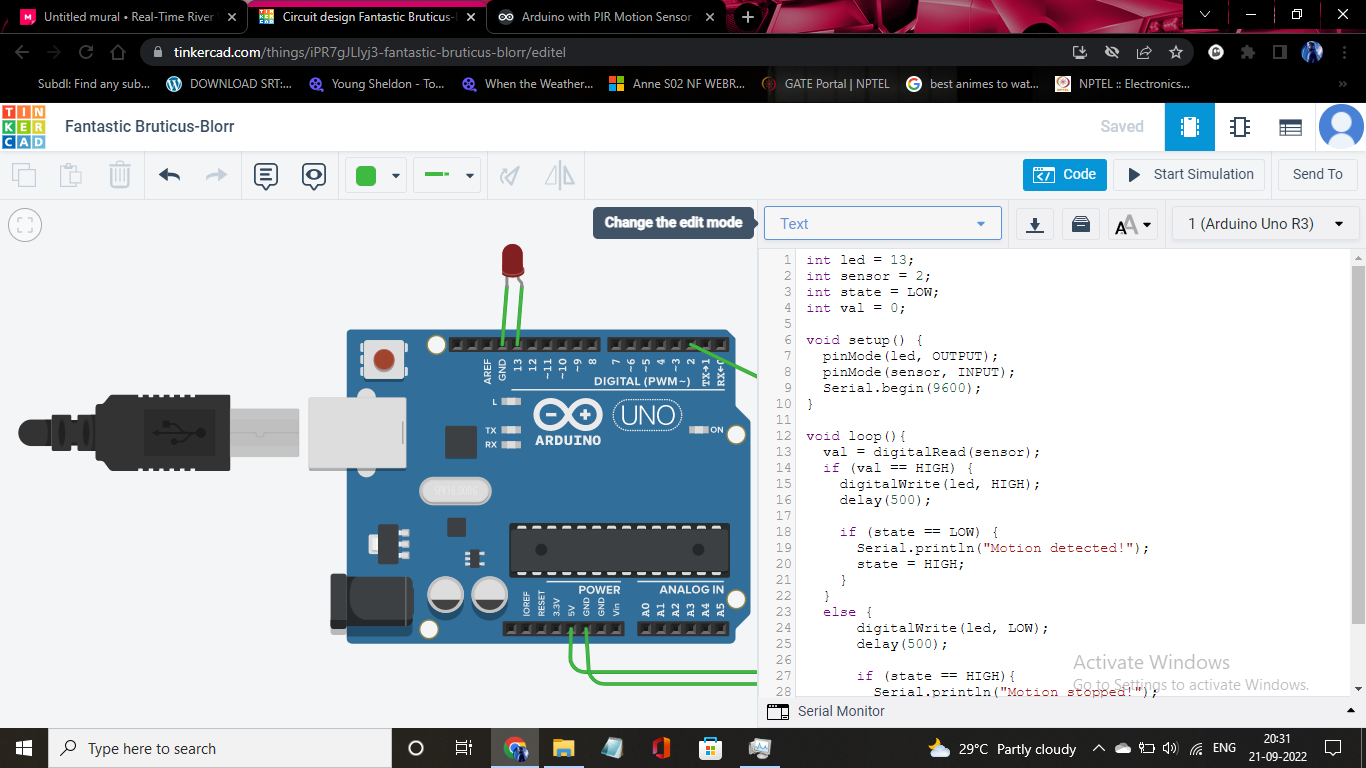 Untitled mural • Real-Time River
Circuit design Fantastic Bruticus-
Arduino with PIR Motion Sensor
tinkercad.com/things/iPR7gJLIyj3-fantastic-bruticus-blorr/editel
Subdl: Find any sub...
DOWNLOAD SRT:...
Young Sheldon - To...
When the Weather...
Anne S02 NF WEBR...
GATE Portal | NPTEL
best animes to wat...
NPTEL :: Electronics...
TIN
KER
CAD
Fantastic Bruticus-Blorr
Saved
Code
Start Simulation
Send To
Change the edit mode
Text
1 (Arduino Uno R3)
AREF
GND
13
12
~11
~10
~9
8
7
~6
~5
4
~3
2
TX→1
RX←0
DIGITAL (PWM~)
L
TX
RX
ARDUINO
UNO
ON
POWER
ANALOG IN
IOREF
RESET
3.3V
5V
GND
GND
Vin
A0
A1
A2
A3
A4
A5
1 int led = 13;
2 int sensor = 2;
3 int state = LOW;
4 int val = 0;
5
6 void setup() {
7 pinMode(led, OUTPUT);
8 pinMode(sensor, INPUT);
9 Serial.begin(9600);
10 }
11
12 void loop(){
13 val = digitalRead(sensor);
14 if (val == HIGH) {
15 digitalWrite(led, HIGH);
16 delay(500);
17
18 if (state == LOW) {
19 Serial.println("Motion detected!");
20 state = HIGH;
21 }
22 }
23 else {
24 digitalWrite(led, LOW);
25 delay(500);
26
27 if (state == HIGH){
28 Serial.println("Motion stopped!");
Activate Windows
Go to Settings to activate Windows.
Serial Monitor
Type here to search
29°C Partly cloudy
ENG
20:31
21-09-2022